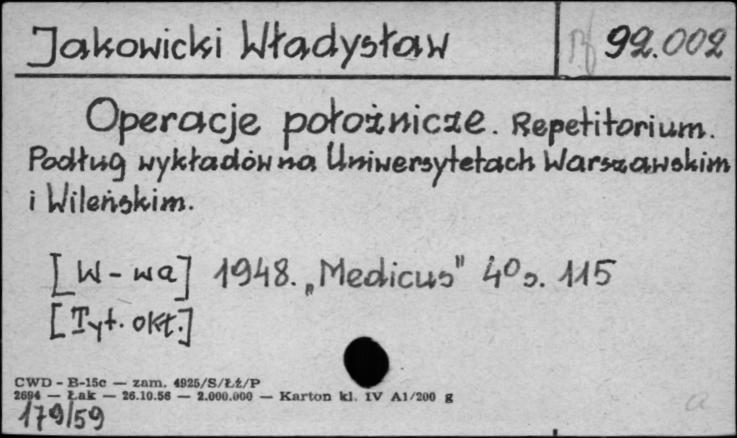 Jakowicki Władysław 92.002
Operacje położnicze. Repetitorium.
Podług wykładów na Uniwersytetach Warszawskim
i Wileńskim.
[W-wa] 1948. „Medicus" 4⁰ s. 115
[Tyt. okł.]
CWD - B-15c — zam. 4925/S/ŁŻ/P
2694 — Łak — 26.10.56 — 2.000.000 — Karton kl. IV A1/200 g
179/59
a